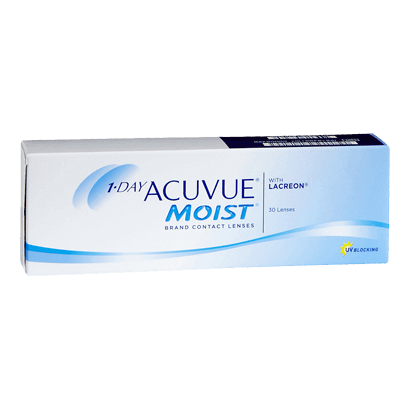 1·DAY ACUVUE®
MOIST®
BRAND CONTACT LENSES
WITH
LACREON®
30 Lenses
UV BLOCKING